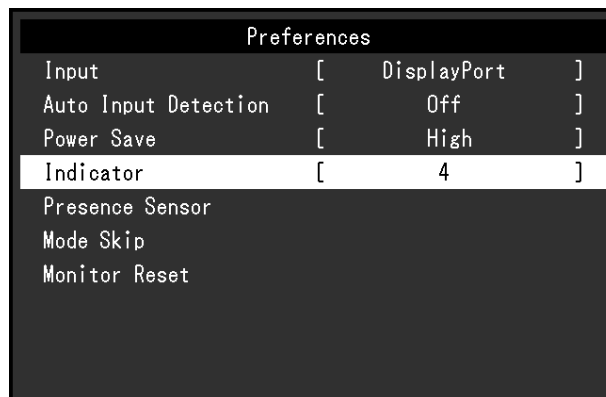 Preferences
Input [ DisplayPort ]
Auto Input Detection [ Off ]
Power Save [ High ]
Indicator [ 4 ]
Presence Sensor
Mode Skip
Monitor Reset